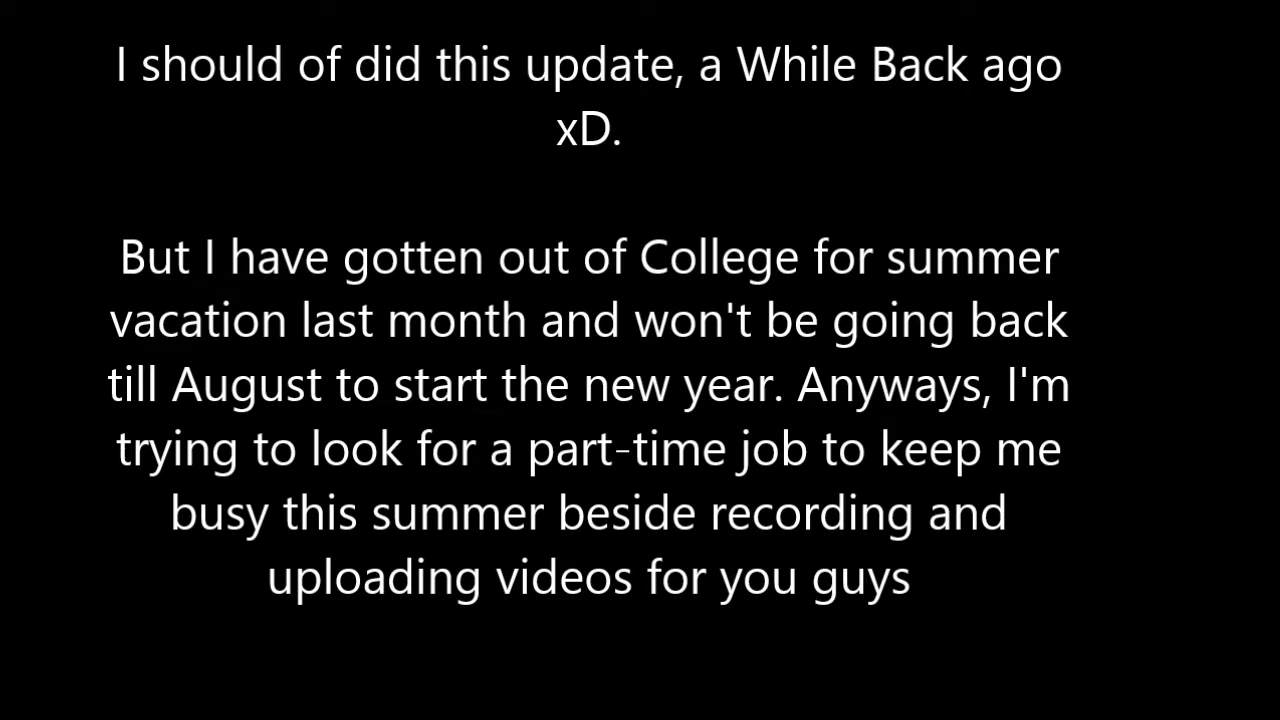 I should of did this update, a While Back ago
xD.
But I have gotten out of College for summer
vacation last month and won't be going back
till August to start the new year. Anyways, I'm
trying to look for a part-time job to keep me
busy this summer beside recording and
uploading videos for you guys